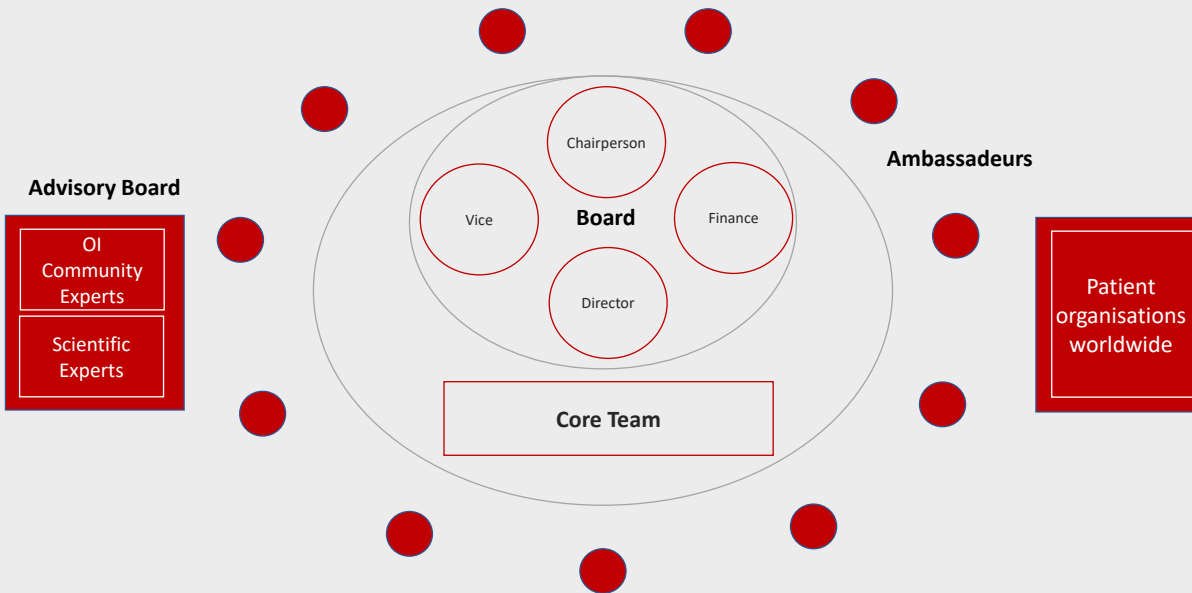 Chairperson
Ambassadeurs
Advisory Board
Vice
Board
Finance
OI
Community
Experts
Scientific
Experts
Director
Patient
organisations
worldwide
Core Team